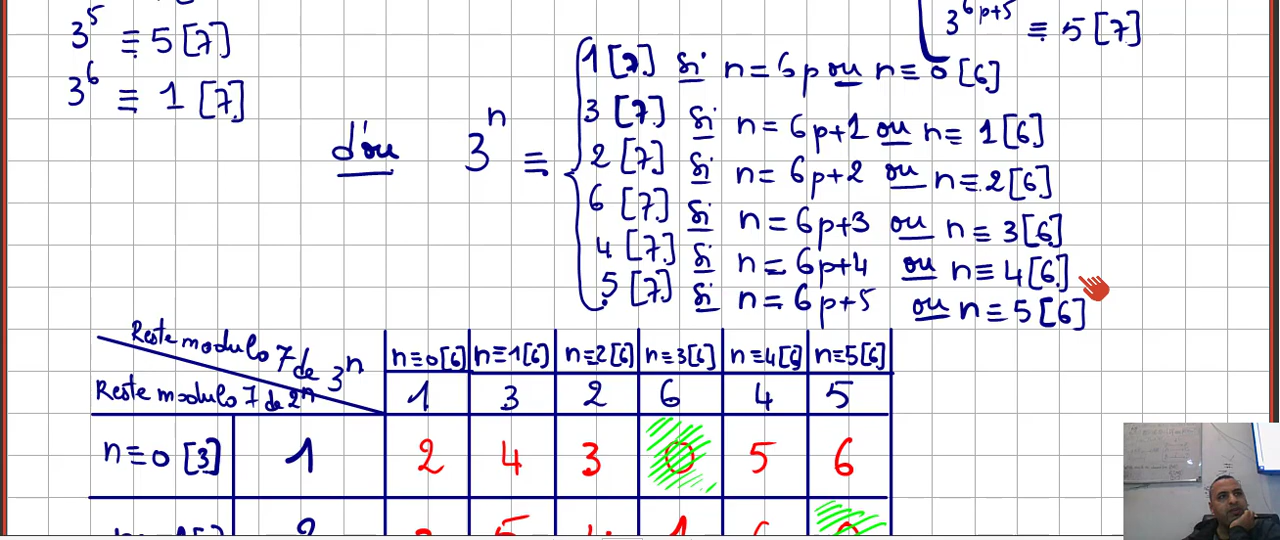 3^5 ≡ 5 [7]
3^{6p+5} ≡ 5 [7]
3^6 ≡ 1 [7]
d'où 3^n ≡
1 [7] si n = 6p ou n ≡ 0 [6]
3 [7] si n = 6p+1 ou n ≡ 1 [6]
2 [7] si n = 6p+2 ou n ≡ 2 [6]
6 [7] si n = 6p+3 ou n ≡ 3 [6]
4 [7] si n = 6p+4 ou n ≡ 4 [6]
5 [7] si n = 6p+5 ou n ≡ 5 [6]
Reste modulo 7 de 3^n
n≡0[6] n≡1[6] n≡2[6] n≡3[6] n≡4[6] n≡5[6]
Reste modulo 7 de 2^n
1 3 2 6 4 5
n≡0 [3] 1 2 4 3 0 5 6